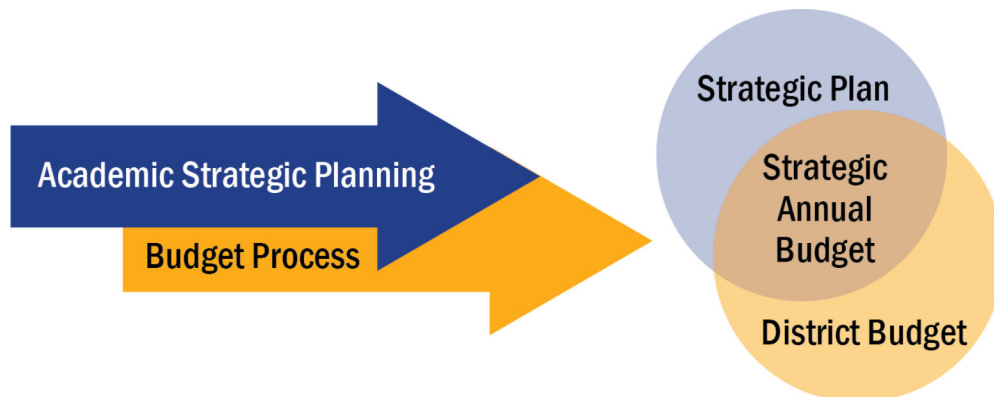 Academic Strategic Planning
Budget Process
Strategic Plan
Strategic
Annual
Budget
District Budget